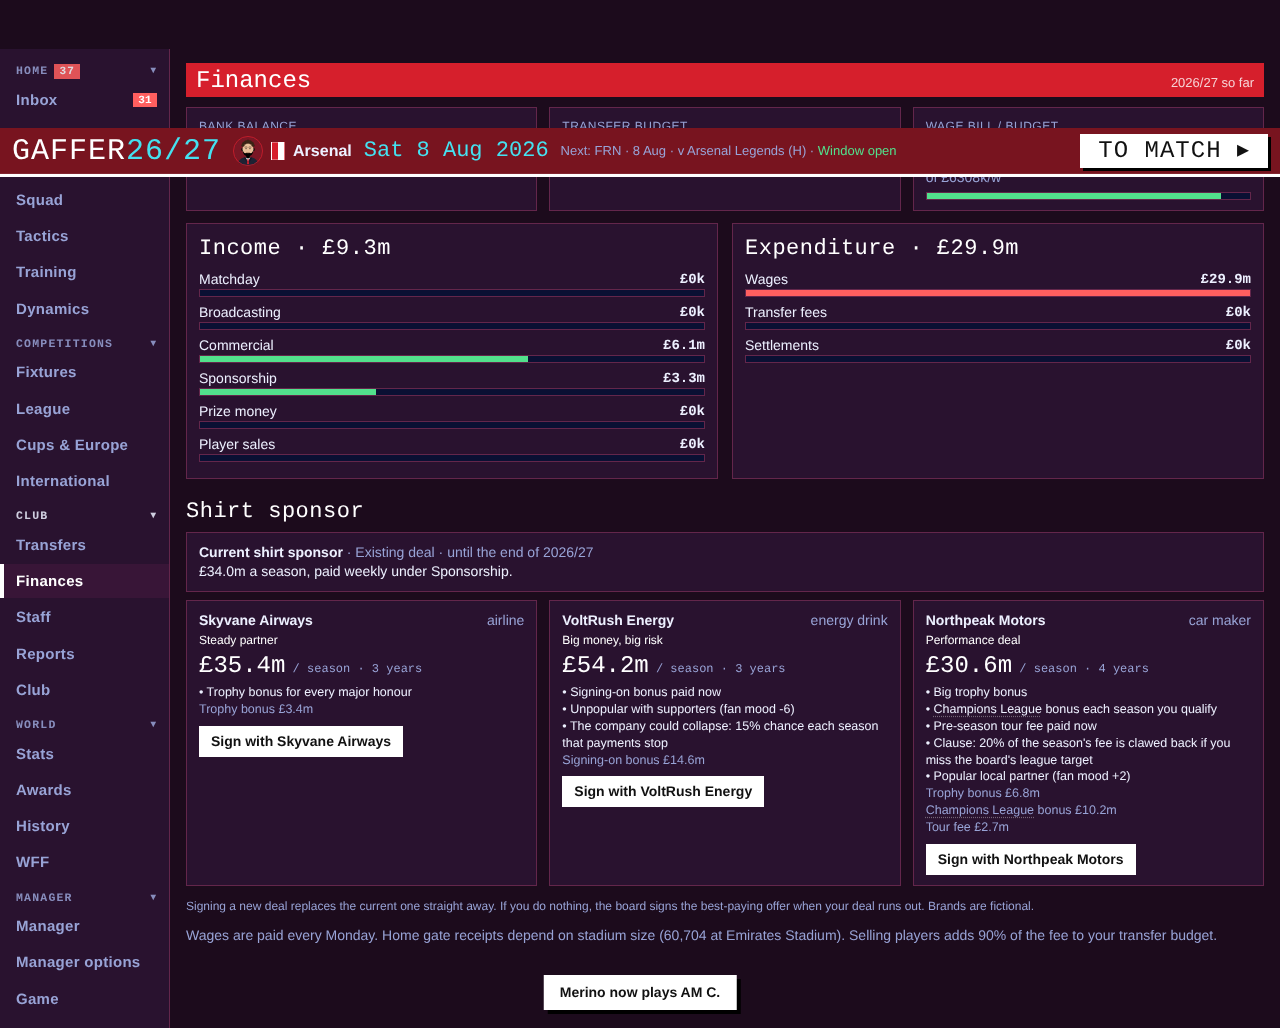 HOME 37 ▼
Inbox 31
Finances 2026/27 so far
BANK BALANCE
TRANSFER BUDGET
WAGE BILL / BUDGET
GAFFER26/27 Arsenal Sat 8 Aug 2026 Next: FRN · 8 Aug · v Arsenal Legends (H) · Window open TO MATCH ▶
of £6308k/w
Squad
Tactics
Training
Dynamics
COMPETITIONS ▼
Fixtures
League
Cups & Europe
International
CLUB ▼
Transfers
Finances
Staff
Reports
Club
WORLD ▼
Stats
Awards
History
WFF
MANAGER ▼
Manager
Manager options
Game
Income · £9.3m
Matchday £0k
Broadcasting £0k
Commercial £6.1m
Sponsorship £3.3m
Prize money £0k
Player sales £0k
Expenditure · £29.9m
Wages £29.9m
Transfer fees £0k
Settlements £0k
Shirt sponsor
Current shirt sponsor · Existing deal · until the end of 2026/27
£34.0m a season, paid weekly under Sponsorship.
Skyvane Airways airline
Steady partner
£35.4m / season · 3 years
• Trophy bonus for every major honour
Trophy bonus £3.4m
Sign with Skyvane Airways
VoltRush Energy energy drink
Big money, big risk
£54.2m / season · 3 years
• Signing-on bonus paid now
• Unpopular with supporters (fan mood -6)
• The company could collapse: 15% chance each season
that payments stop
Signing-on bonus £14.6m
Sign with VoltRush Energy
Northpeak Motors car maker
Performance deal
£30.6m / season · 4 years
• Big trophy bonus
• Champions League bonus each season you qualify
• Pre-season tour fee paid now
• Clause: 20% of the season's fee is clawed back if you
miss the board's league target
• Popular local partner (fan mood +2)
Trophy bonus £6.8m
Champions League bonus £10.2m
Tour fee £2.7m
Sign with Northpeak Motors
Signing a new deal replaces the current one straight away. If you do nothing, the board signs the best-paying offer when your deal runs out. Brands are fictional.
Wages are paid every Monday. Home gate receipts depend on stadium size (60,704 at Emirates Stadium). Selling players adds 90% of the fee to your transfer budget.
Merino now plays AM C.